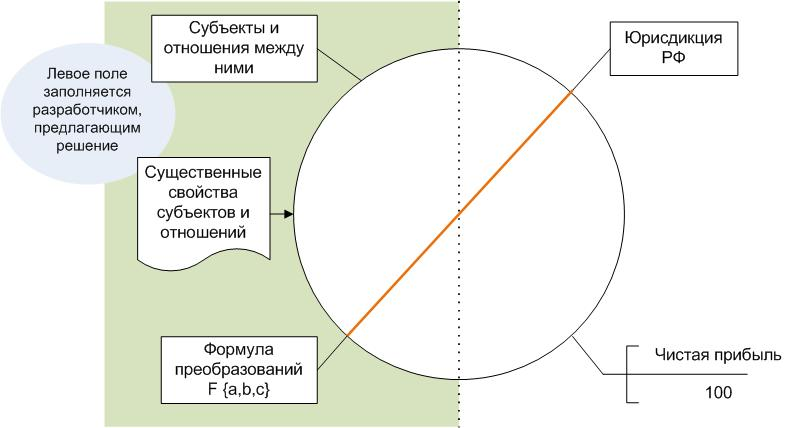 Субъекты и
отношения между
ними
Юрисдикция
РФ
Левое поле
заполняется
разработчиком,
предлагающим
решение
Существенные
свойства
субъектов и
отношений
Формула
преобразований
F {a,b,c}
Чистая прибыль
100